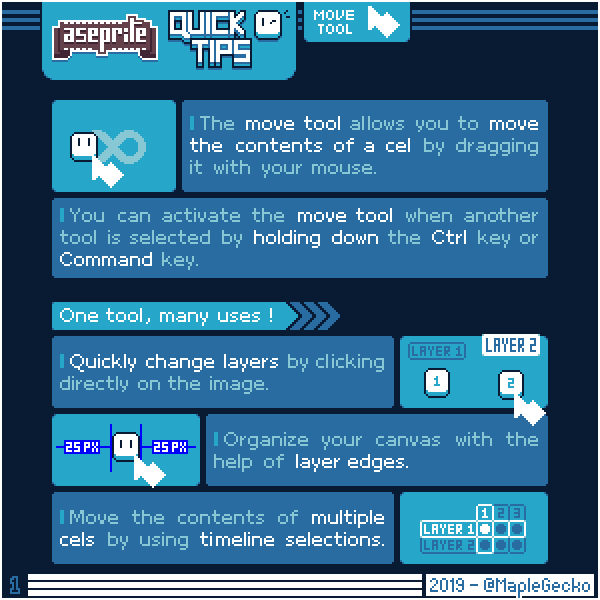 aseprite
QUICK
TIPS
MOVE
TOOL
The move tool allows you to move
the contents of a cel by dragging
it with your mouse.
You can activate the move tool when another
tool is selected by holding down the Ctrl key or
Command key.
One tool, many uses !
Quickly change layers by clicking
directly on the image.
LAYER 1
LAYER 2
1
2
25 PX
25 PX
Organize your canvas with the
help of layer edges.
Move the contents of multiple
cels by using timeline selections.
1 2 3
LAYER 1
LAYER 2
1
2019 - @MapleGecko